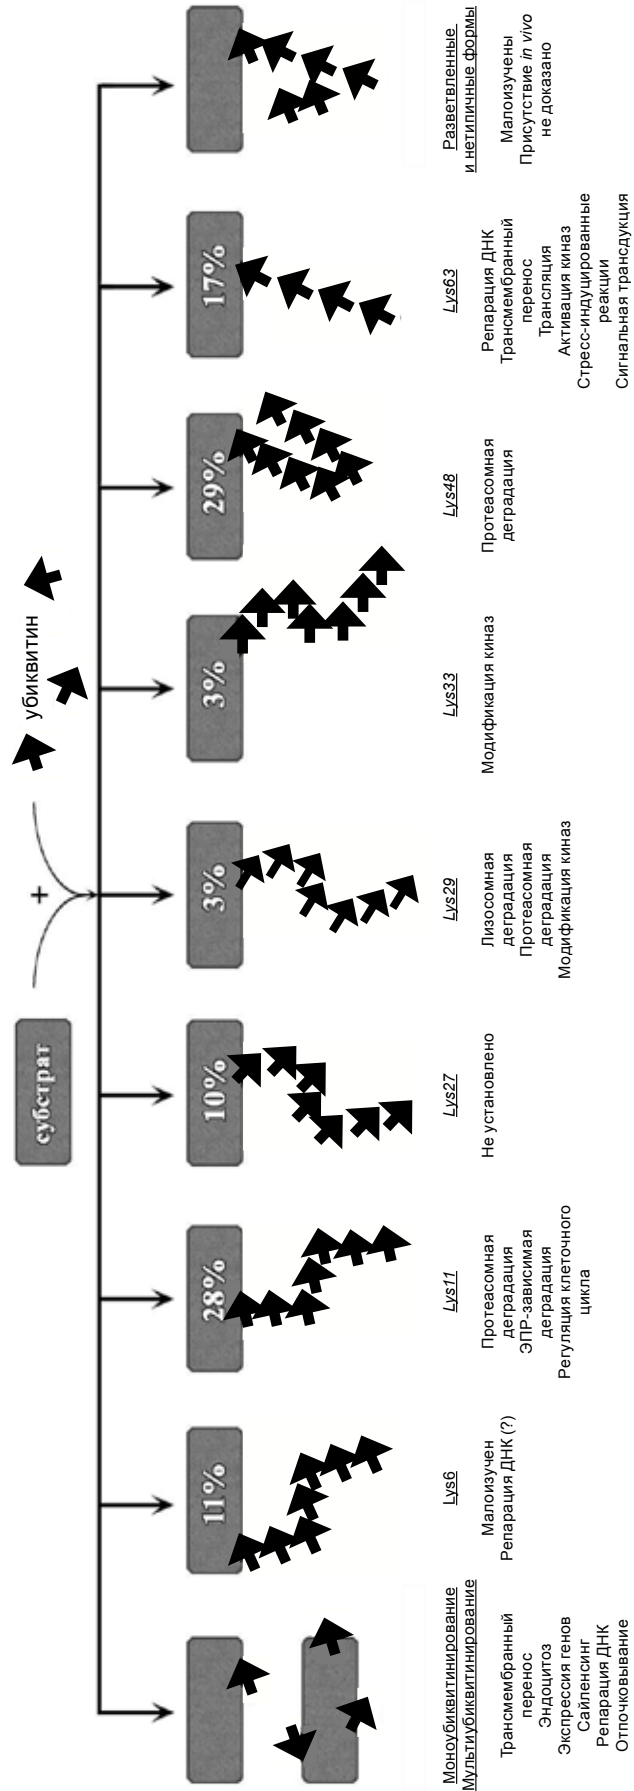 субстрат
+
убиквитин
11%
28%
10%
3%
3%
29%
17%
Моноубиквитинирование
Мультиубиквитинирование
Трансмембранный
перенос
Эндоцитоз
Экспрессия генов
Сайленсинг
Репарация ДНК
Отпочковывание
Lys6
Малоизучен
Репарация ДНК (?)
Lys11
Протеасомная
деградация
ЭПР-зависимая
деградация
Регуляция клеточного
цикла
Lys27
Не установлено
Lys29
Лизосомная
деградация
Протеасомная
деградация
Модификация киназ
Lys33
Модификация киназ
Lys48
Протеасомная
деградация
Lys63
Репарация ДНК
Трансмембранный
перенос
Трансляция
Активация киназ
Стресс-индуцированные
реакции
Сигнальная трансдукция
Разветвленные
и нетипичные формы
Малоизучены
Присутствие in vivo
не доказано